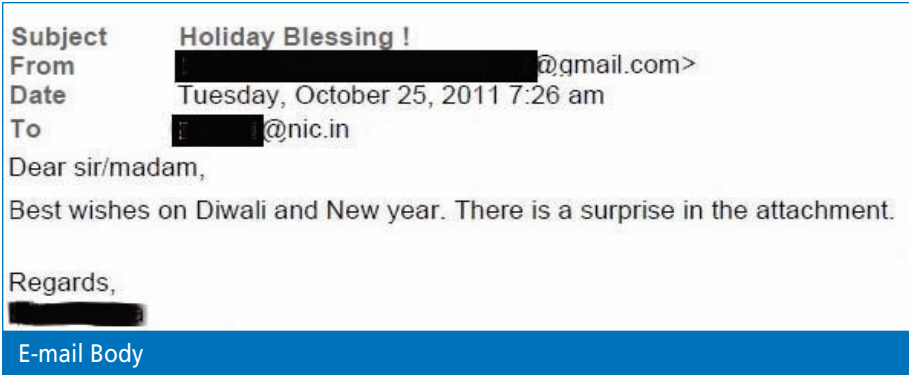 Subject Holiday Blessing !
From @gmail.com>
Date Tuesday, October 25, 2011 7:26 am
To @nic.in
Dear sir/madam,
Best wishes on Diwali and New year. There is a surprise in the attachment.
Regards,
E-mail Body